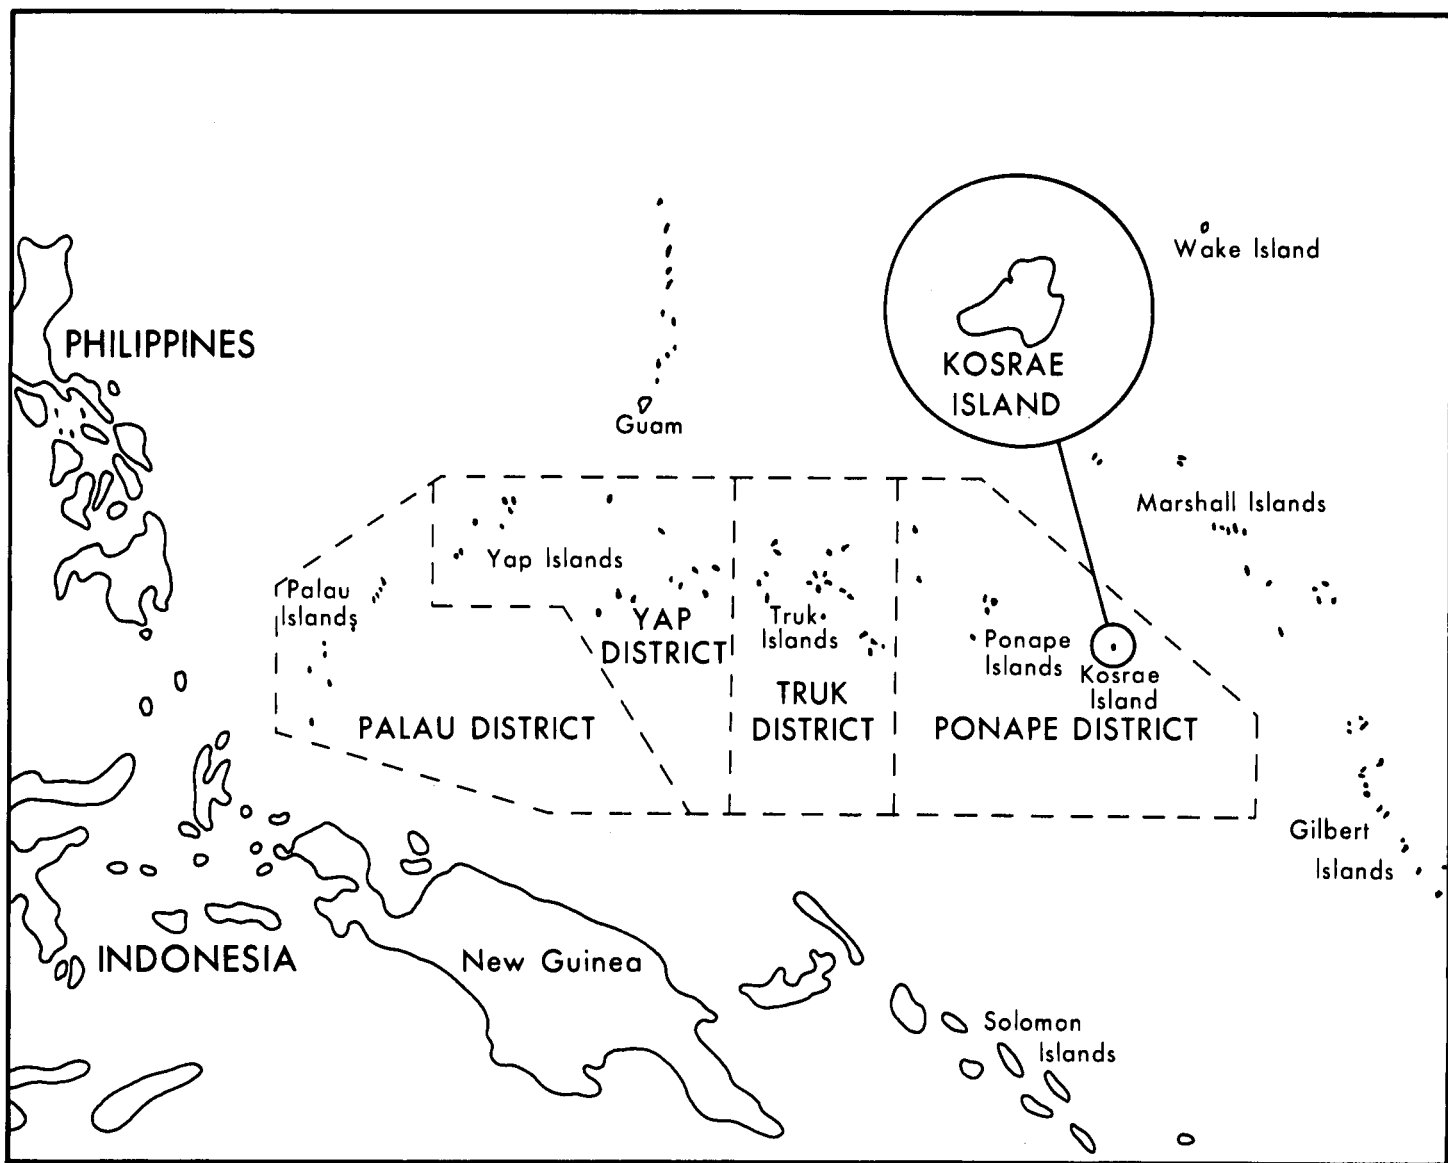 Wake Island
PHILIPPINES
KOSRAE
ISLAND
Guam
Marshall Islands
Yap Islands
Palau
Islands
YAP
DISTRICT
Truk
Islands
Ponape
Islands
Kosrae
Island
TRUK
DISTRICT
PALAU DISTRICT
PONAPE DISTRICT
Gilbert
Islands
INDONESIA
New Guinea
Solomon
Islands